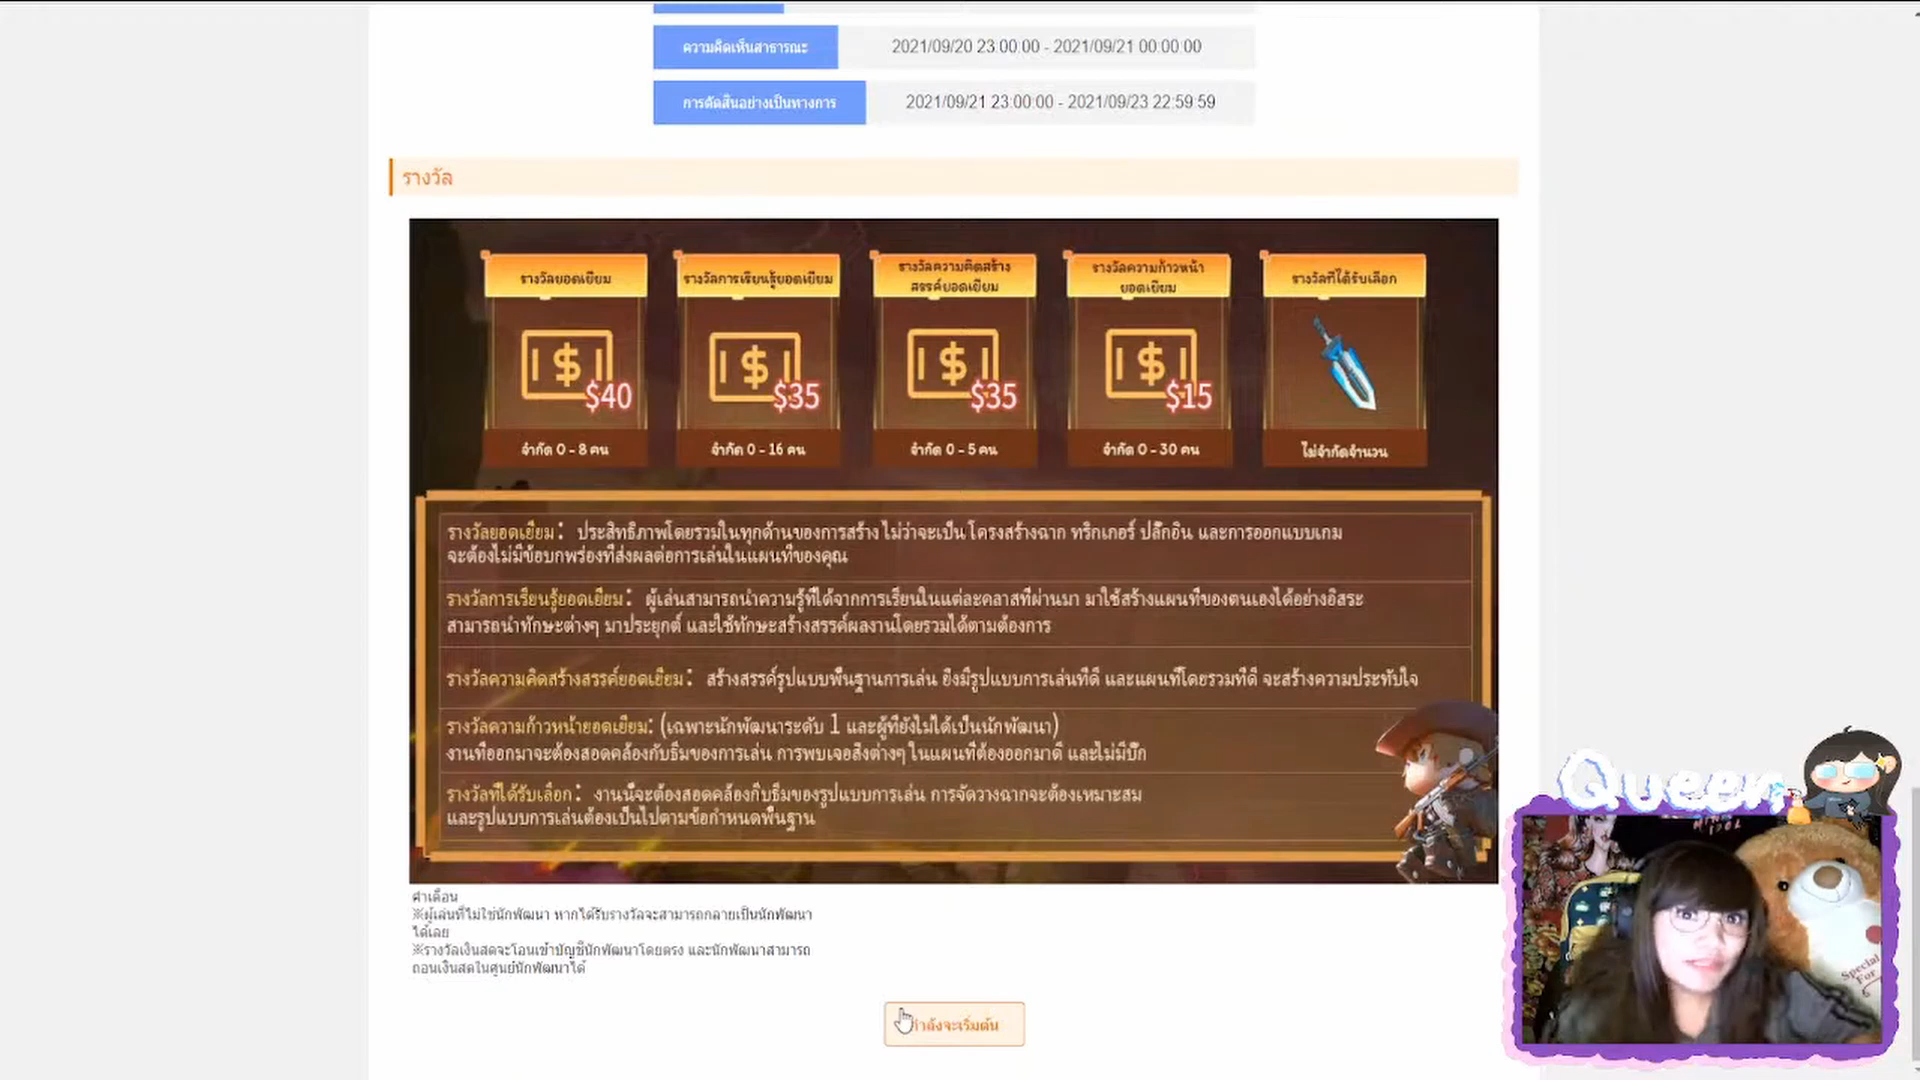 ความคิดเห็นสาธารณะ
2021/09/20 23:00:00 - 2021/09/21 00:00:00
การตัดสินอย่างเป็นทางการ
2021/09/21 23:00:00 - 2021/09/23 22:59:59
รางวัล
รางวัลยอดเยี่ยม
รางวัลการเรียนรู้ยอดเยี่ยม
รางวัลความคิดสร้าง
สรรค์ยอดเยี่ยม
รางวัลความก้าวหน้า
ยอดเยี่ยม
รางวัลที่ได้รับเลือก
$40
$35
$35
$15
จำกัด 0 - 8 คน
จำกัด 0 - 16 คน
จำกัด 0 - 5 คน
จำกัด 0 - 30 คน
ไม่จำกัดจำนวน
รางวัลยอดเยี่ยม: ประสิทธิภาพโดยรวมในทุกด้านของการสร้าง ไม่ว่าจะเป็น โครงสร้างฉาก ทริกเกอร์ ปลั๊กอิน และการออกแบบเกม
จะต้องไม่มีข้อบกพร่องที่ส่งผลต่อการเล่นในแผนที่ของคุณ
รางวัลการเรียนรู้ยอดเยี่ยม: ผู้เล่นสามารถนำความรู้ที่ได้จากการเรียนในแต่ละคลาสที่ผ่านมา มาใช้สร้างแผนที่ของตนเองได้อย่างอิสระ
สามารถนำทักษะต่างๆ มาประยุกต์ และใช้ทักษะสร้างสรรค์ผลงานโดยรวมได้ตามต้องการ
รางวัลความคิดสร้างสรรค์ยอดเยี่ยม: สร้างสรรค์รูปแบบพื้นฐานการเล่น ยิ่งมีรูปแบบการเล่นที่ดี และแผนที่โดยรวมที่ดี จะสร้างความประทับใจ
รางวัลความก้าวหน้ายอดเยี่ยม: (เฉพาะนักพัฒนาระดับ 1 และผู้ที่ยังไม่ได้เป็นนักพัฒนา)
งานที่ออกมาจะต้องสอดคล้องกับธีมของการเล่น การพบเจอสิ่งต่างๆ ในแผนที่ต้องออกมาดี และไม่มีบั๊ก
รางวัลที่ได้รับเลือก: งานนี้จะต้องสอดคล้องกับธีมของรูปแบบการเล่น การจัดวางฉากจะต้องเหมาะสม
และรูปแบบการเล่นต้องเป็นไปตามข้อกำหนดพื้นฐาน
คำเตือน
※ผู้เล่นที่ไม่ใช่นักพัฒนา หากได้รับรางวัลจะสามารถกลายเป็นนักพัฒนา
ได้เลย
※รางวัลเงินสดจะโอนเข้าบัญชีนักพัฒนาโดยตรง และนักพัฒนาสามารถ
ถอนเงินสดในศูนย์นักพัฒนาได้
กำลังจะเริ่มต้น
Queen
Special
For